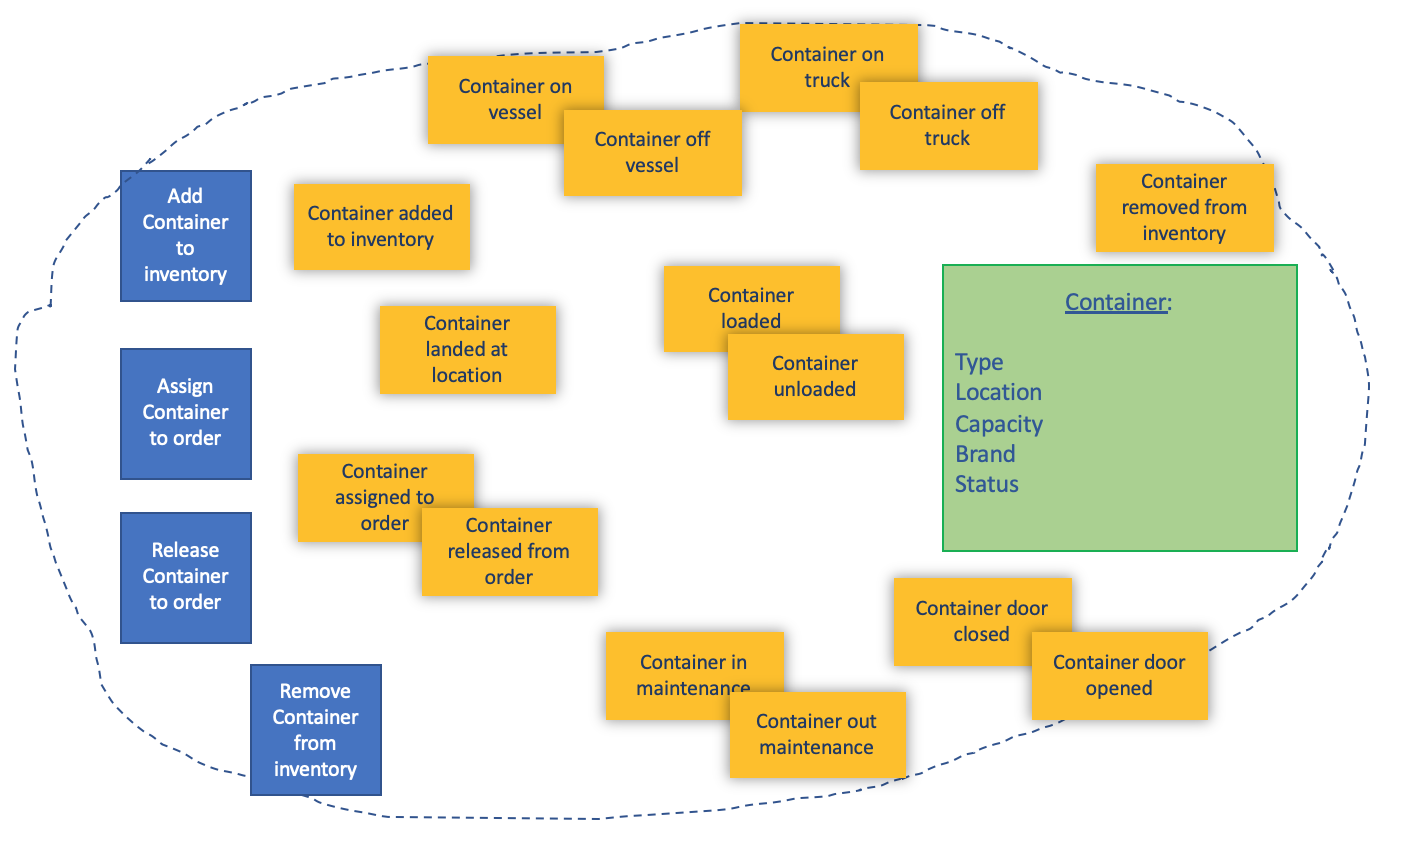 Container on
truck
Container on
vessel
Container off
truck
Container off
vessel
Add
Container
to
inventory
Container added
to inventory
Container
removed from
inventory
Container
loaded
Container
unloaded
Container:
Type
Location
Capacity
Brand
Status
Container
landed at
location
Assign
Container
to order
Container
assigned to
order
Container
released from
order
Release
Container
to order
Container door
closed
Container door
opened
Container in
maintenance
Container out
maintenance
Remove
Container
from
inventory